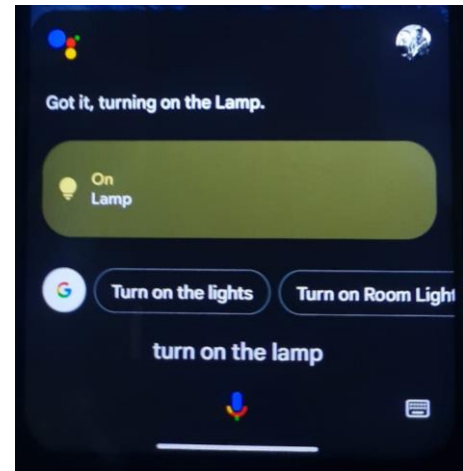 Got it, turning on the Lamp.
On
Lamp
G
Turn on the lights
Turn on Room Light
turn on the lamp